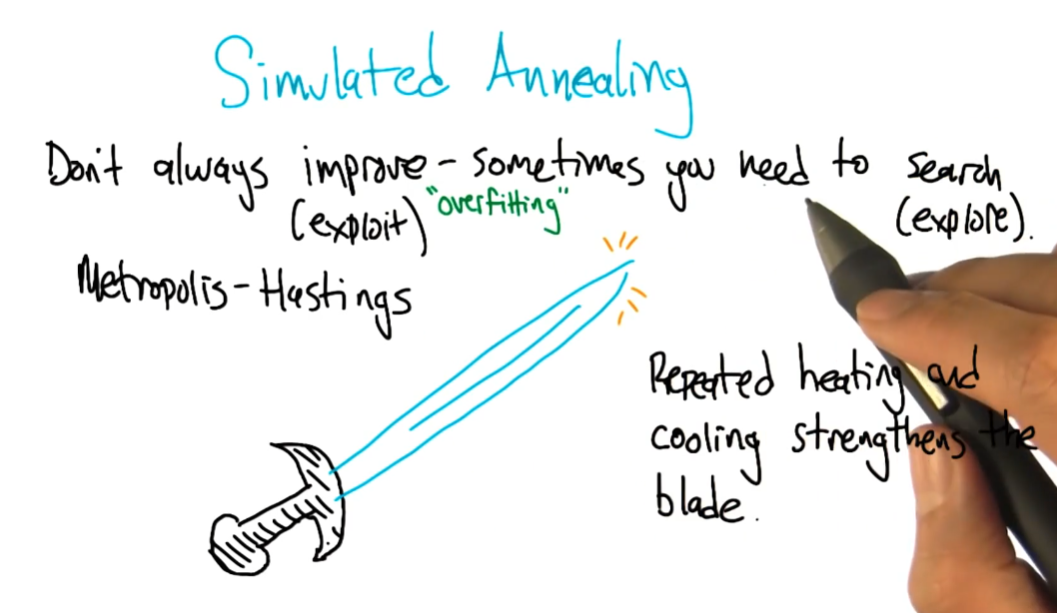 Simulated Annealing
Don't always improve - sometimes you need to search
(exploit) "overfitting" (explore).
Metropolis-Hastings
Repeated heating and
cooling strengthens the
blade.